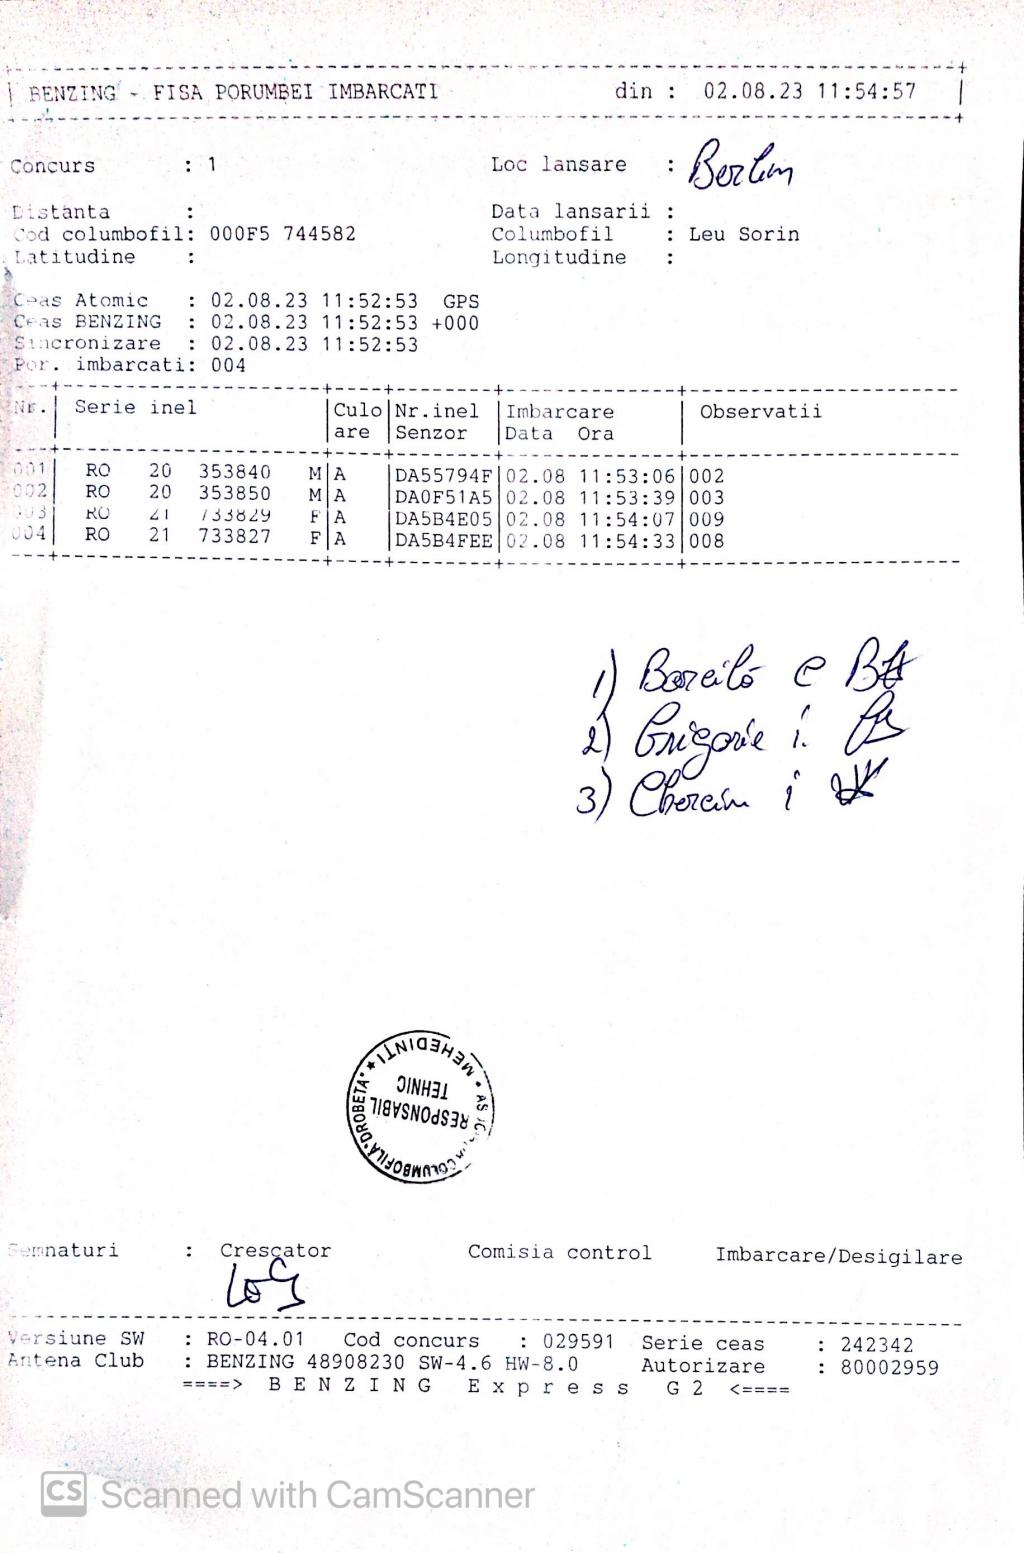 BENZING - FISA PORUMBEI IMBARCATI din : 02.08.23 11:54:57
Concurs : 1 Loc lansare : Berlin
Distanta : Data lansarii :
Cod columbofil: 000F5 744582 Columbofil : Leu Sorin
Latitudine : Longitudine :
Ceas Atomic : 02.08.23 11:52:53 GPS
Ceas BENZING : 02.08.23 11:52:53 +000
Sincronizare : 02.08.23 11:52:53
Por. imbarcati: 004
Nr. Serie inel Culo Nr.inel Imbarcare Observatii
are Senzor Data Ora
001 RO 20 353840 M A DA55794F 02.08 11:53:06 002
002 RO 20 353850 M A DA0F51A5 02.08 11:53:39 003
003 RO 21 733829 F A DA5B4E05 02.08 11:54:07 009
004 RO 21 733827 F A DA5B4FEE 02.08 11:54:33 008
1)
2) Grigorie i.
3)
MEHEDINTI
COLUMBOFILA "DROBETA"
RESPONSABIL
TEHNIC
Semnaturi : Crescator Comisia control Imbarcare/Desigilare
Versiune SW : RO-04.01 Cod concurs : 029591 Serie ceas : 242342
Antena Club : BENZING 48908230 SW-4.6 HW-8.0 Autorizare : 80002959
====> B E N Z I N G E x p r e s s G 2 <====
CS Scanned with CamScanner